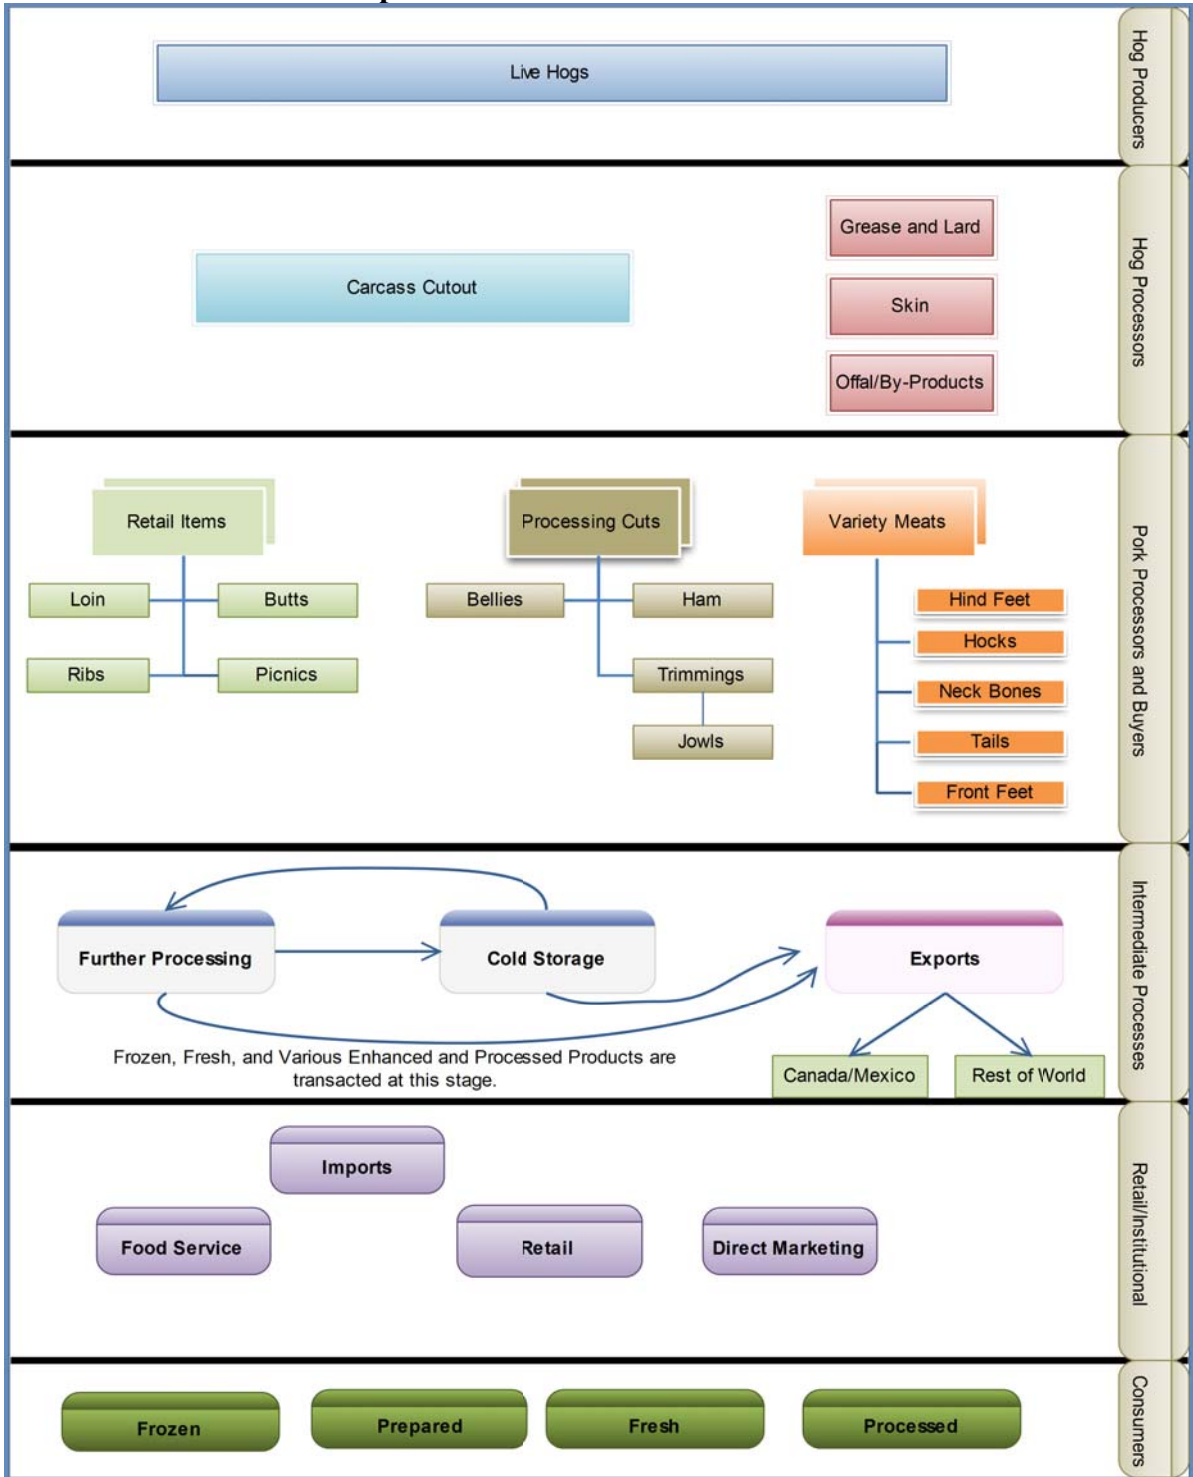 Live Hogs
Hog Producers
Grease and Lard
Carcass Cutout
Skin
Offal/By-Products
Hog Processors
Retail Items
Processing Cuts
Variety Meats
Loin
Butts
Bellies
Ham
Hind Feet
Hocks
Ribs
Picnics
Trimmings
Neck Bones
Jowls
Tails
Front Feet
Pork Processors and Buyers
Further Processing
Cold Storage
Exports
Frozen, Fresh, and Various Enhanced and Processed Products are
transacted at this stage.
Canada/Mexico
Rest of World
Intermediate Processes
Imports
Food Service
Retail
Direct Marketing
Retail/Institutional
Frozen
Prepared
Fresh
Processed
Consumers